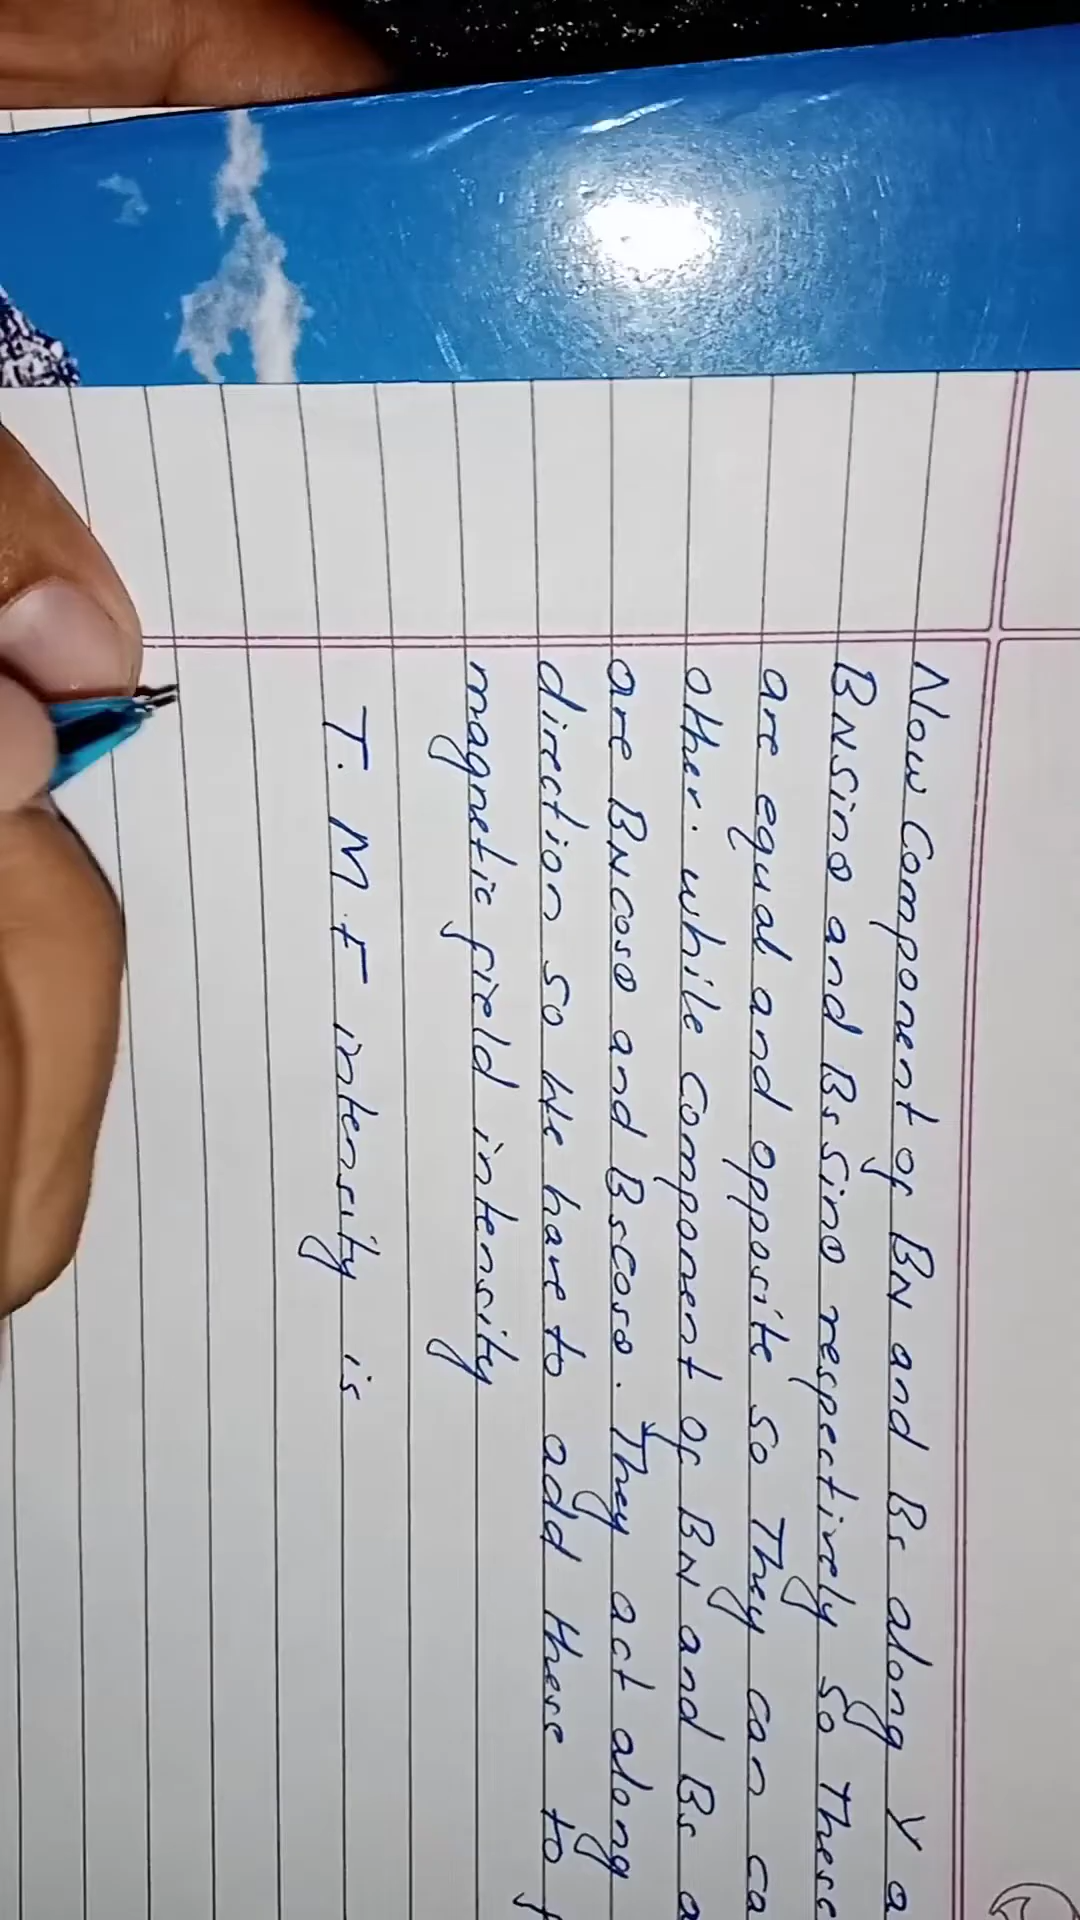 Now Component of BN and Bs along Y a
BNSinθ and Bs Sinθ respectively So These
are equal and opposite So They can ca
other. while Component of BN and Bs a
are BNcosθ and Bscosθ. They act along
direction So We have to add these to f
magnetic field intensity
T. M. F intensity is